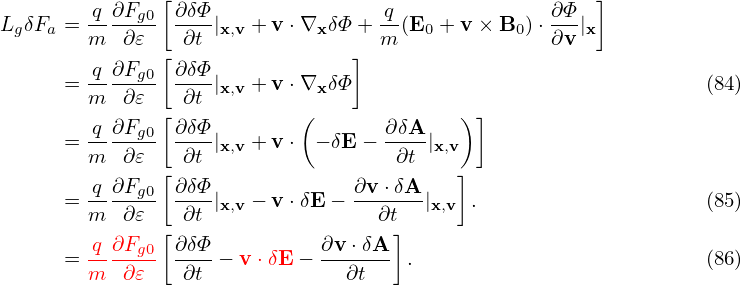 L_g δF_a = \frac{q}{m} \frac{∂F_{g0}}{∂ε} \left[ \frac{∂δΦ}{∂t}|_{\mathbf{x},\mathbf{v}} + \mathbf{v} · ∇_{\mathbf{x}} δΦ + \frac{q}{m} (\mathbf{E}_0 + \mathbf{v} × \mathbf{B}_0) · \frac{∂Φ}{∂\mathbf{v}}|_{\mathbf{x}} \right]
= \frac{q}{m} \frac{∂F_{g0}}{∂ε} \left[ \frac{∂δΦ}{∂t}|_{\mathbf{x},\mathbf{v}} + \mathbf{v} · ∇_{\mathbf{x}} δΦ \right] (84)
= \frac{q}{m} \frac{∂F_{g0}}{∂ε} \left[ \frac{∂δΦ}{∂t}|_{\mathbf{x},\mathbf{v}} + \mathbf{v} · \left( -δ\mathbf{E} - \frac{∂δ\mathbf{A}}{∂t}|_{\mathbf{x},\mathbf{v}} \right) \right]
= \frac{q}{m} \frac{∂F_{g0}}{∂ε} \left[ \frac{∂δΦ}{∂t}|_{\mathbf{x},\mathbf{v}} - \mathbf{v} · δ\mathbf{E} - \frac{∂\mathbf{v} · δ\mathbf{A}}{∂t}|_{\mathbf{x},\mathbf{v}} \right] . (85)
= \frac{q}{m} \frac{∂F_{g0}}{∂ε} \left[ \frac{∂δΦ}{∂t} - \mathbf{v} · δ\mathbf{E} - \frac{∂\mathbf{v} · δ\mathbf{A}}{∂t} \right] . (86)